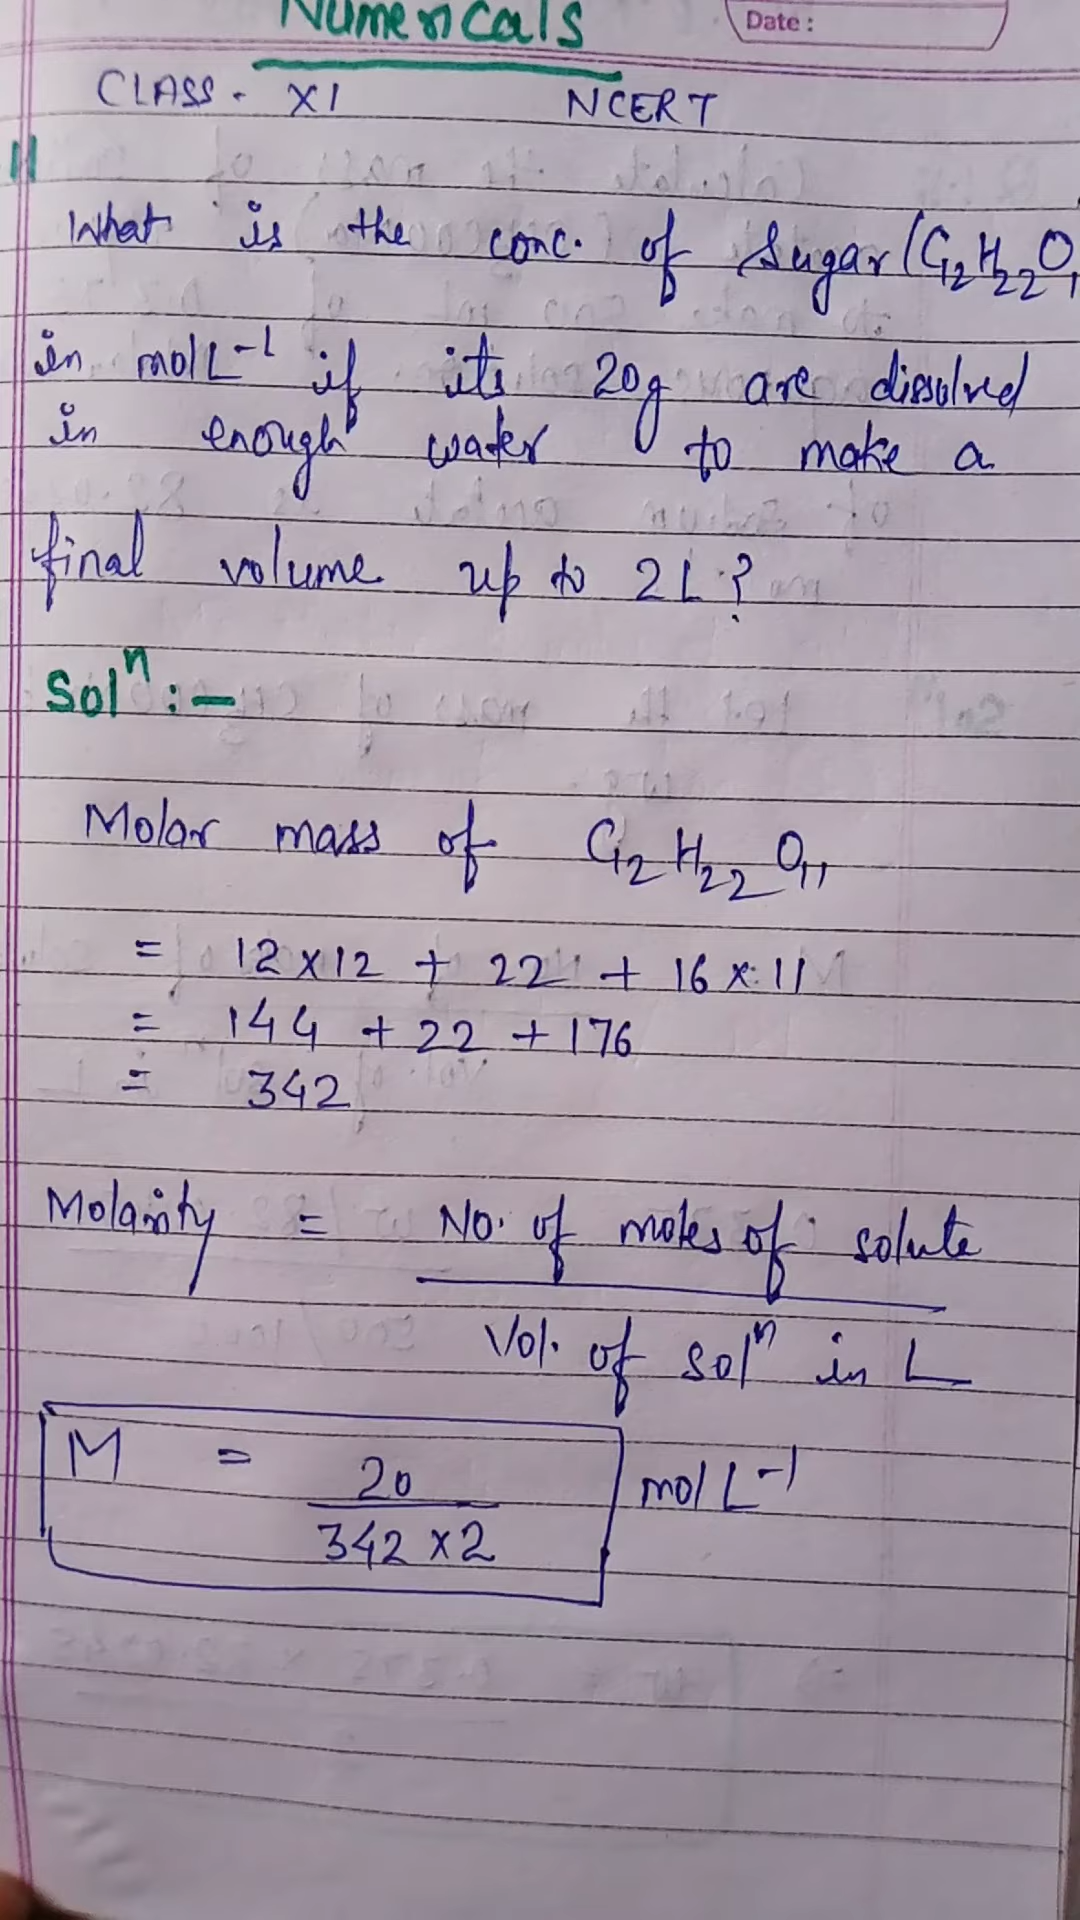 Numericals
Date :
CLASS - XI NCERT
What is the conc. of Sugar (C12H22O1
in mol L-1 if its 20g are dissolved
in enough water to make a
final volume up to 2L ?
Solⁿ :-
Molar mass of C12H22O11
= 12 x 12 + 22 + 16 x 11
= 144 + 22 + 176
= 342
Molarity = No. of moles of solute
Vol. of solⁿ in L
M = 20 mol L-1
342 x 2